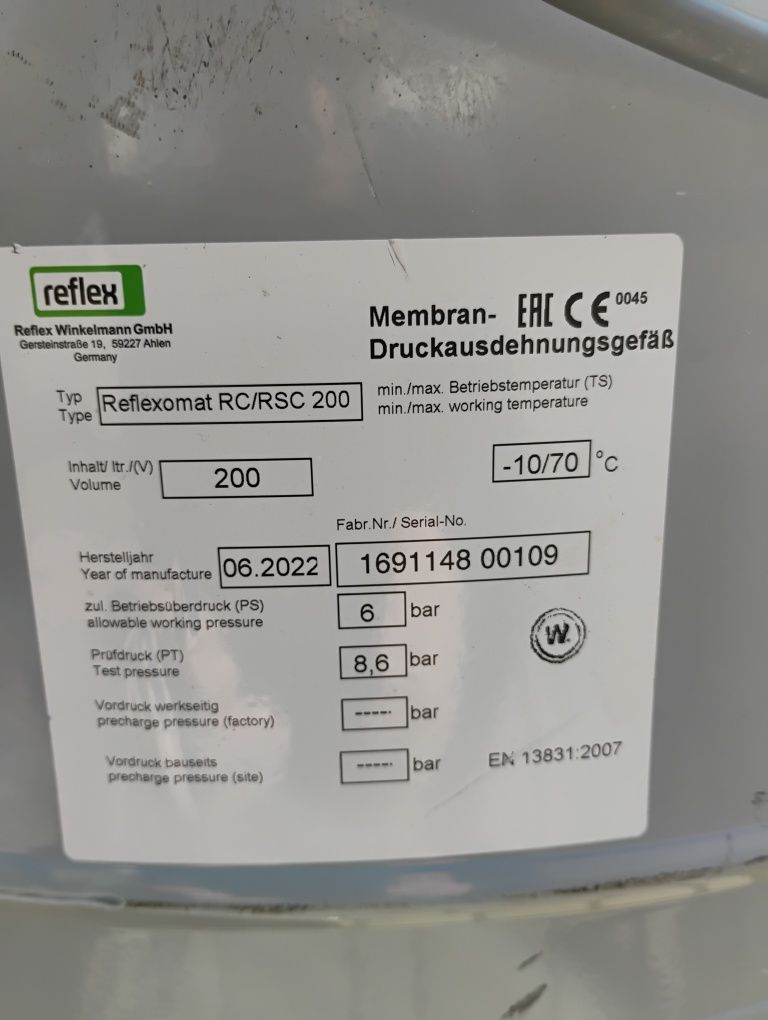 reflex
Reflex Winkelmann GmbH
Gersteinstraße 19, 59227 Ahlen
Germany
Membran- EAC CE 0045
Druckausdehnungsgefäß
Typ
Type
Reflexomat RC/RSC 200
min./max. Betriebstemperatur (TS)
min./max. working temperature
Inhalt/ ltr./(V)
Volume
200
-10/70 °C
Fabr.Nr./ Serial-No.
Herstelljahr
Year of manufacture
06.2022
1691148 00109
zul. Betriebsüberdruck (PS)
allowable working pressure
6 bar
W.
Prüfdruck (PT)
Test pressure
8,6 bar
Vordruck werkseitig
precharge pressure (factory)
----- bar
Vordruck bauseits
precharge pressure (site)
----- bar
EN 13831:2007